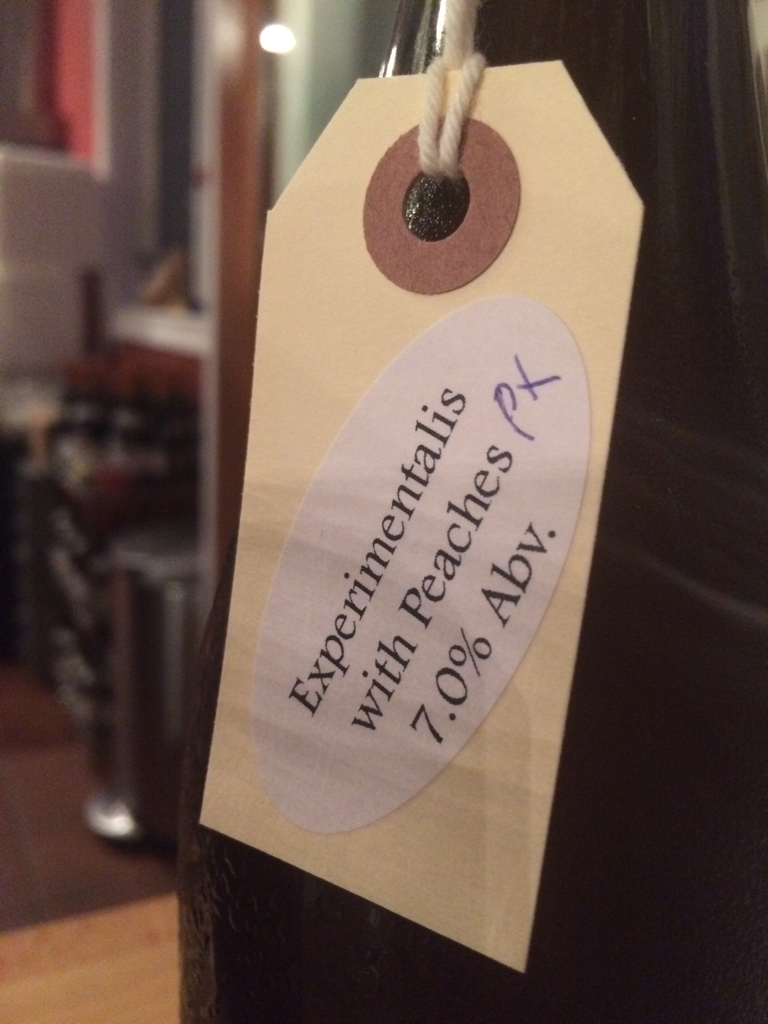 Experimentalis
with Peaches PX
7.0% Abv.